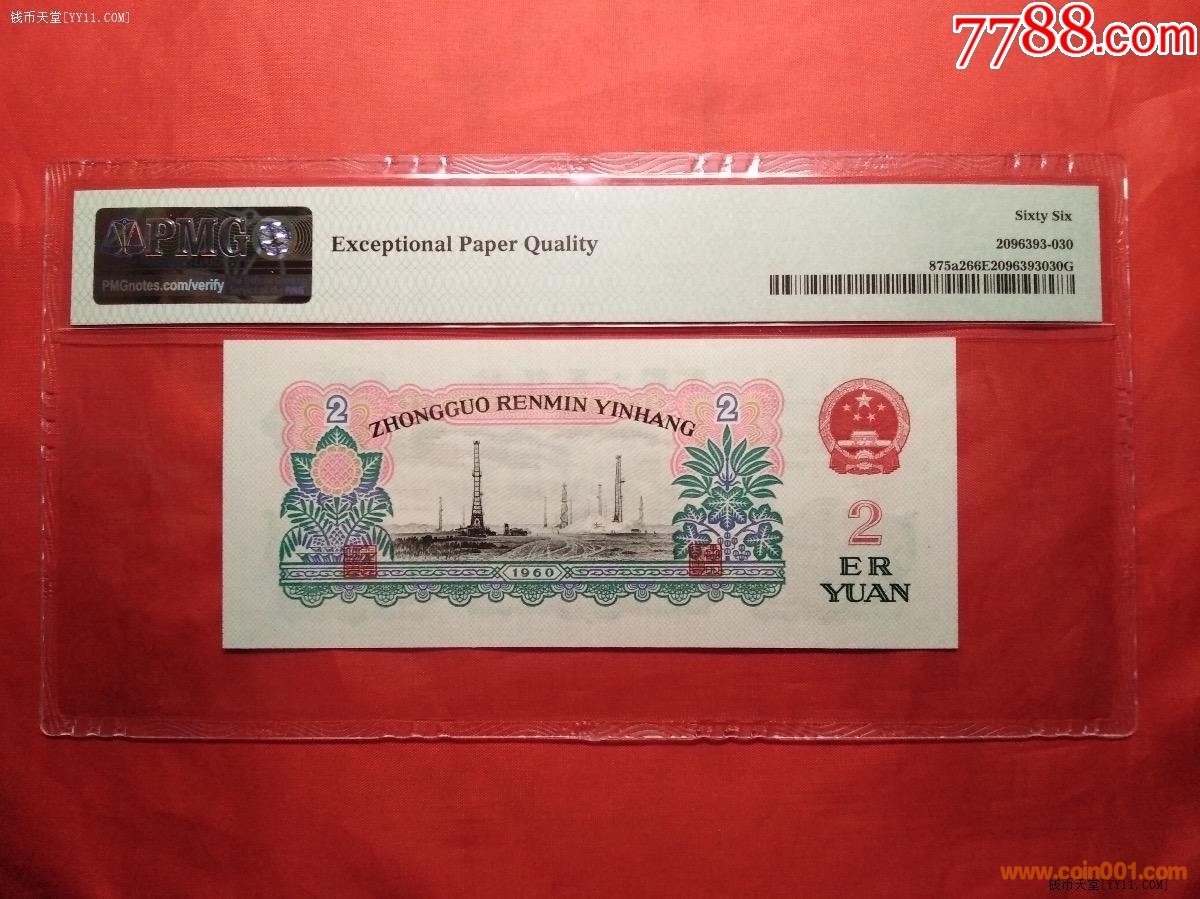 钱币天堂[YY11.COM]
7788.com
PMG
PMGnotes.com/verify
Exceptional Paper Quality
Sixty Six
2096393-030
875a266E2096393030G
2
ZHONGGUO RENMIN YINHANG
2
2
ER
YUAN
1960
www.coin001.com
钱币天堂[YY11.COM]